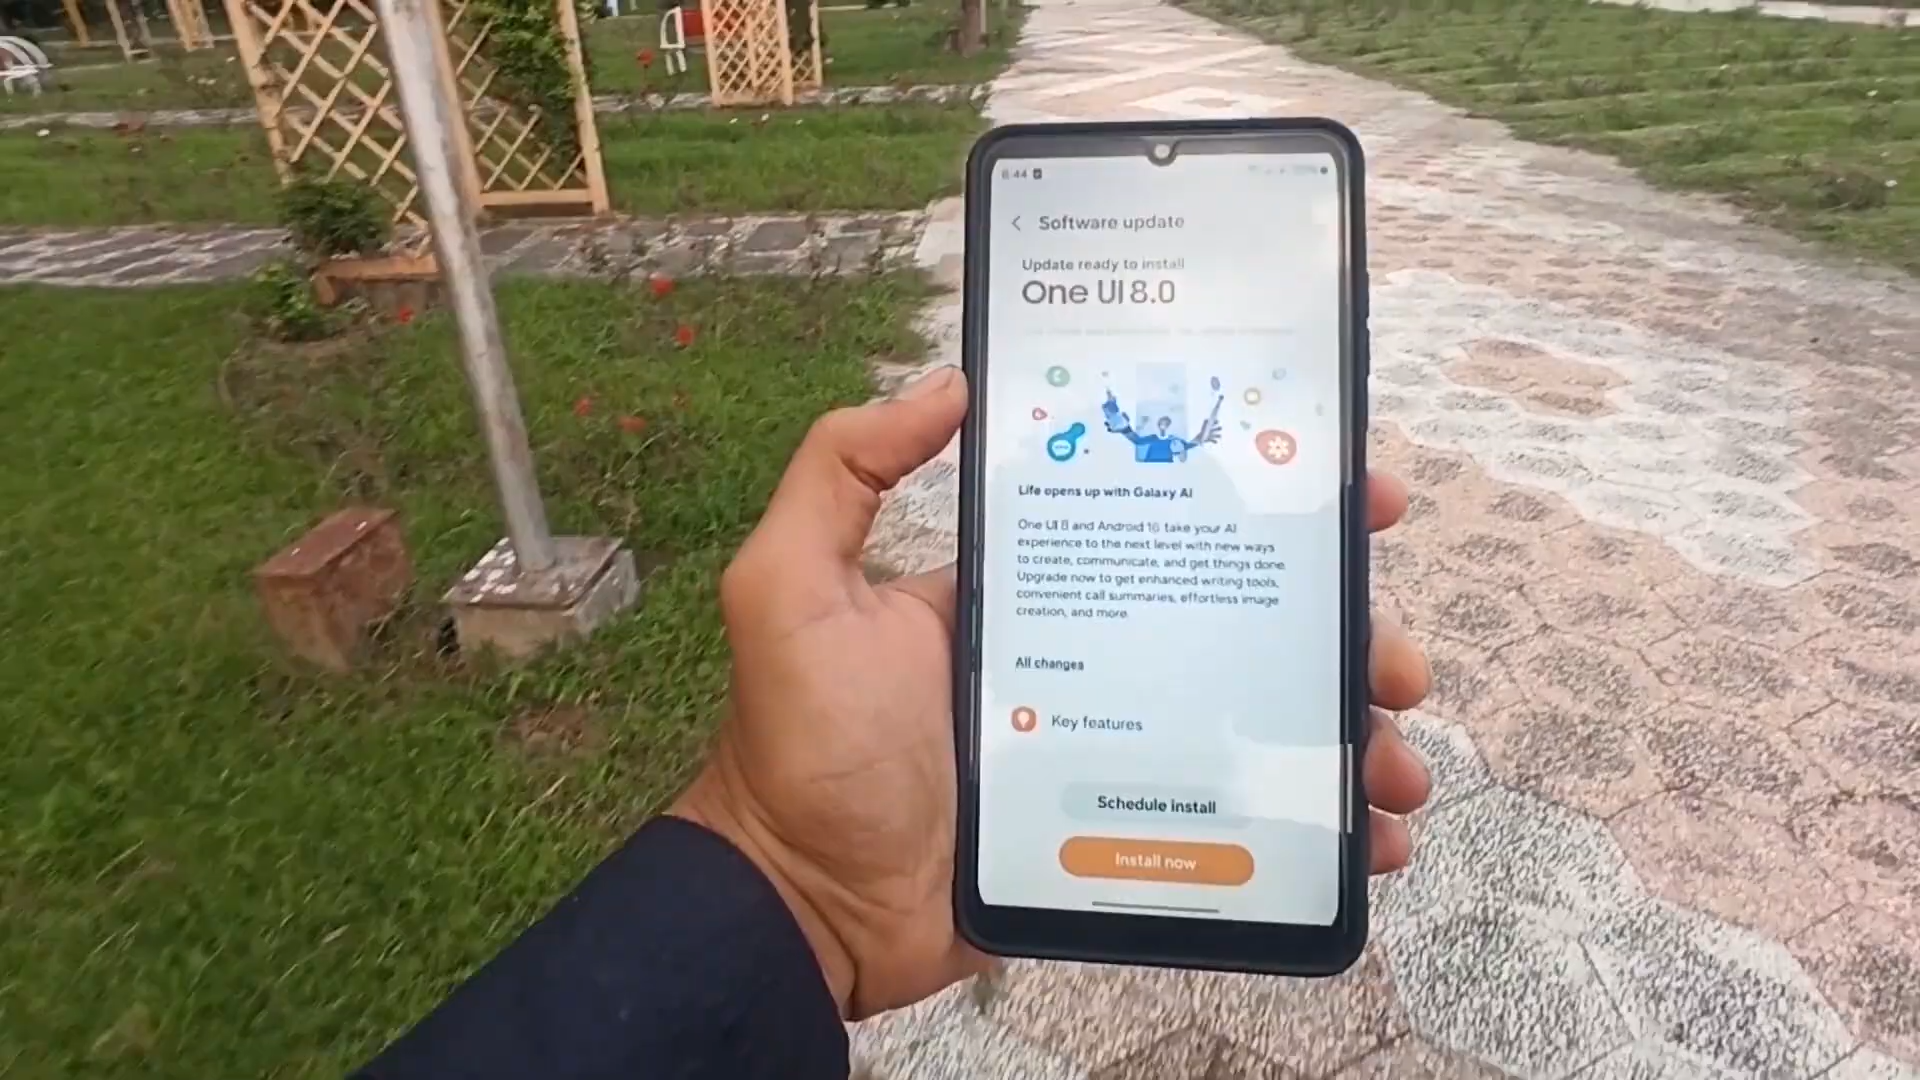 8:44
Software update
Update ready to install
One UI 8.0
Life opens up with Galaxy AI
One UI 8 and Android 16 take your AI
experience to the next level with new ways
to create, communicate, and get things done.
Upgrade now to get enhanced writing tools,
convenient call summaries, effortless image
creation, and more.
All changes
Key features
Schedule install
Install now